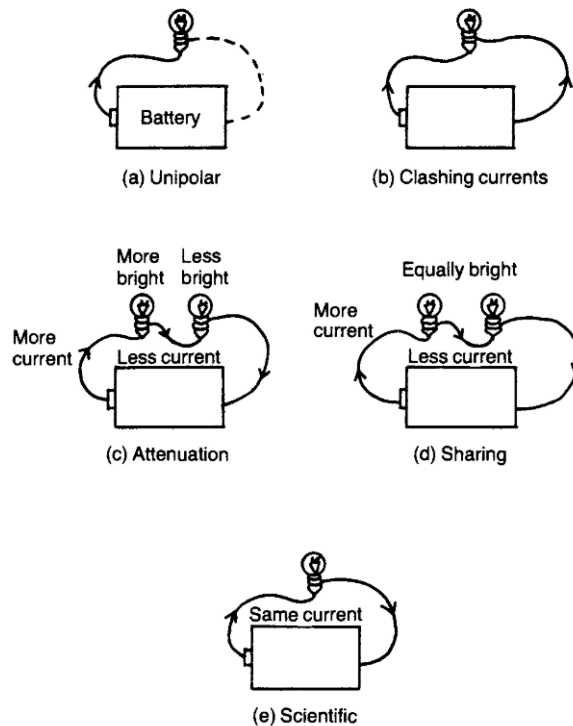 Battery
(a) Unipolar
(b) Clashing currents
More
bright
Less
bright
More
current
Less current
(c) Attenuation
Equally bright
More
current
Less current
(d) Sharing
Same current
(e) Scientific